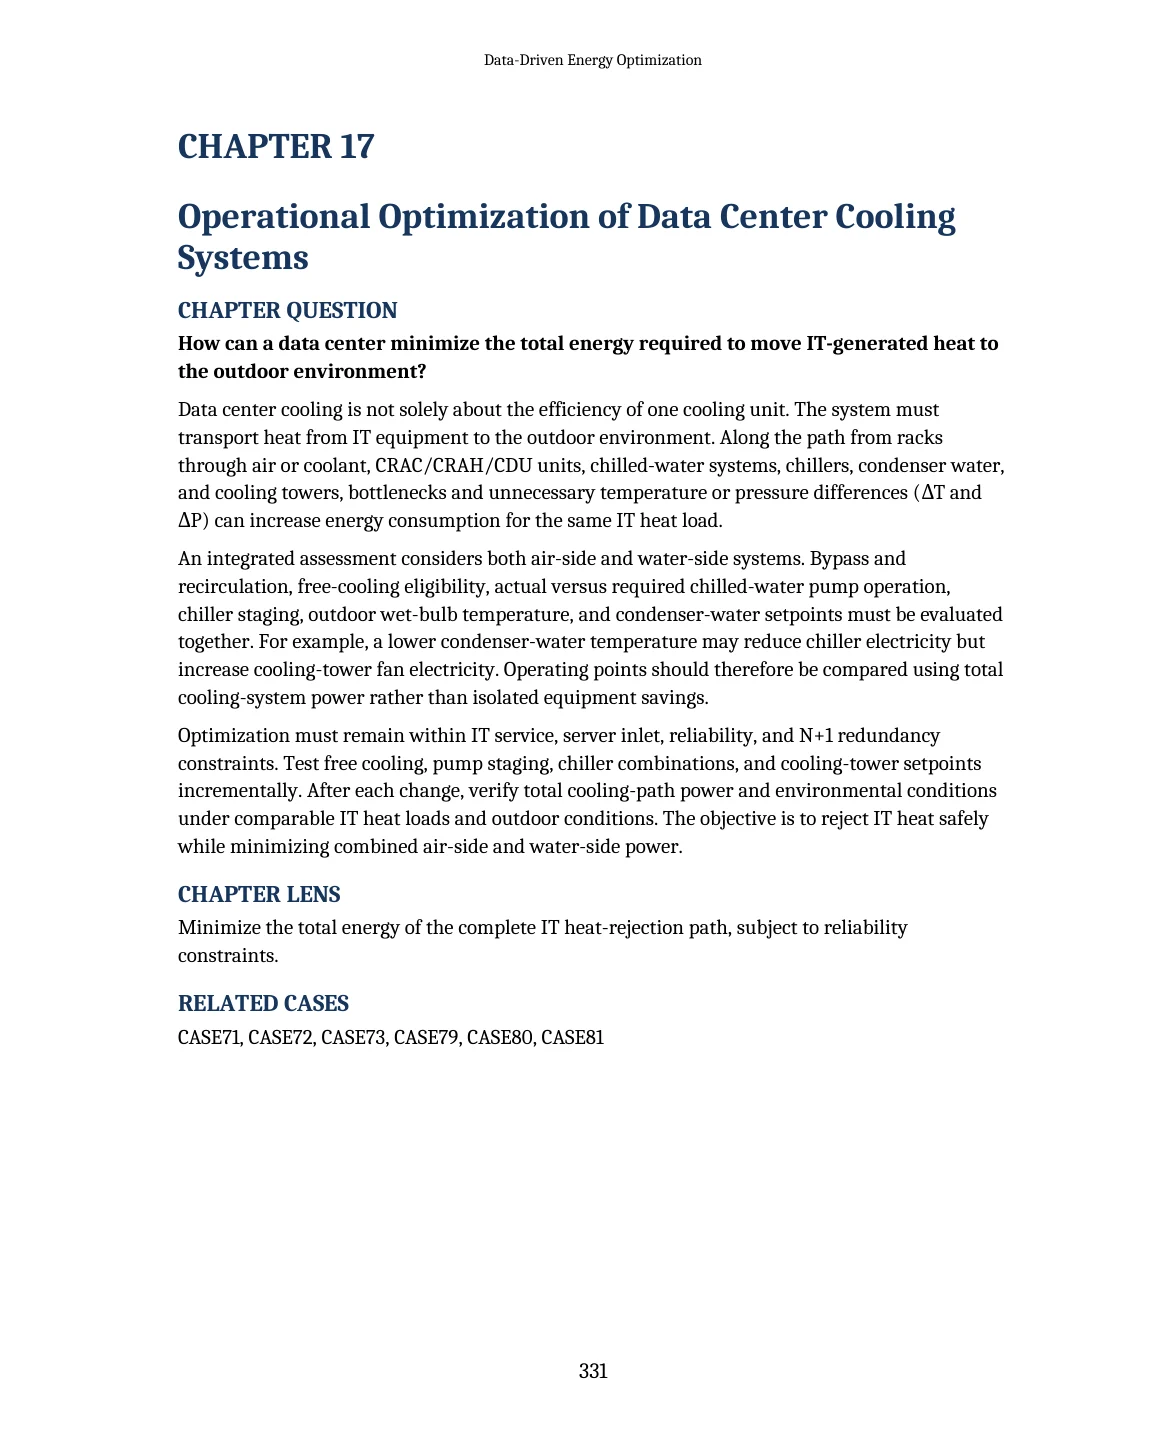 Data-Driven Energy Optimization
CHAPTER 17
Operational Optimization of Data Center Cooling
Systems
CHAPTER QUESTION
How can a data center minimize the total energy required to move IT-generated heat to
the outdoor environment?
Data center cooling is not solely about the efficiency of one cooling unit. The system must
transport heat from IT equipment to the outdoor environment. Along the path from racks
through air or coolant, CRAC/CRAH/CDU units, chilled-water systems, chillers, condenser water,
and cooling towers, bottlenecks and unnecessary temperature or pressure differences (ΔT and
ΔP) can increase energy consumption for the same IT heat load.
An integrated assessment considers both air-side and water-side systems. Bypass and
recirculation, free-cooling eligibility, actual versus required chilled-water pump operation,
chiller staging, outdoor wet-bulb temperature, and condenser-water setpoints must be evaluated
together. For example, a lower condenser-water temperature may reduce chiller electricity but
increase cooling-tower fan electricity. Operating points should therefore be compared using total
cooling-system power rather than isolated equipment savings.
Optimization must remain within IT service, server inlet, reliability, and N+1 redundancy
constraints. Test free cooling, pump staging, chiller combinations, and cooling-tower setpoints
incrementally. After each change, verify total cooling-path power and environmental conditions
under comparable IT heat loads and outdoor conditions. The objective is to reject IT heat safely
while minimizing combined air-side and water-side power.
CHAPTER LENS
Minimize the total energy of the complete IT heat-rejection path, subject to reliability
constraints.
RELATED CASES
CASE71, CASE72, CASE73, CASE79, CASE80, CASE81
331